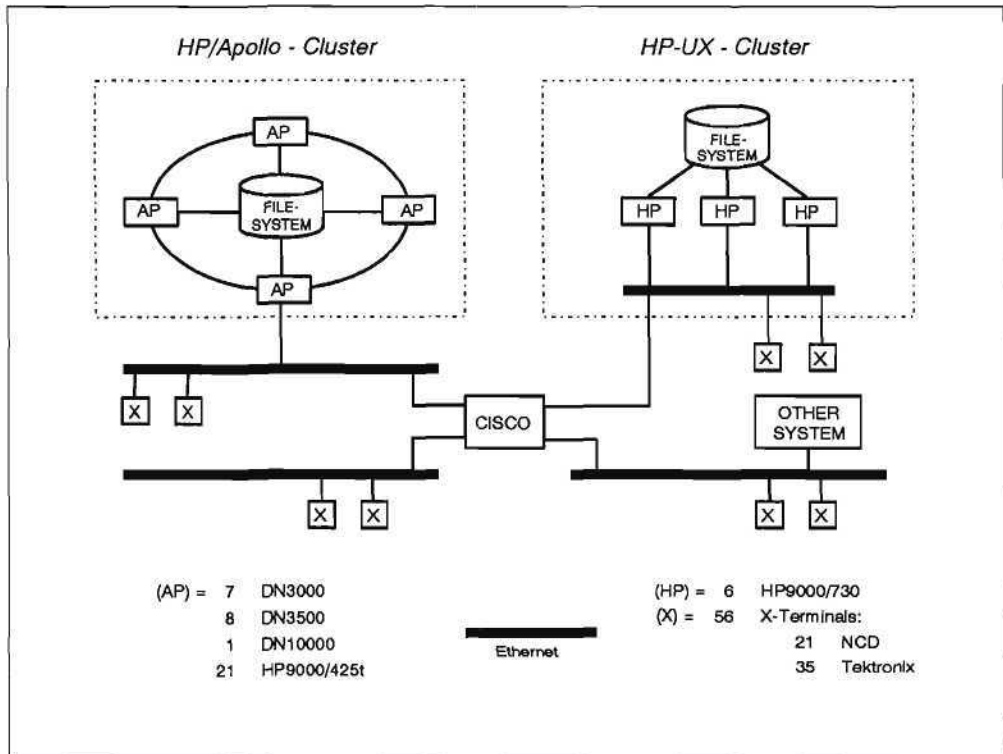 HP/Apollo - Cluster
HP-UX - Cluster
AP
FILE-
SYSTEM
AP
AP
AP
FILE-
SYSTEM
HP
HP
HP
X
X
X
X
CISCO
OTHER
SYSTEM
X
X
X
X
(AP) = 7 DN3000
8 DN3500
1 DN10000
21 HP9000/425t
Ethernet
(HP) = 6 HP9000/730
(X) = 56 X-Terminals:
21 NCD
35 Tektronix